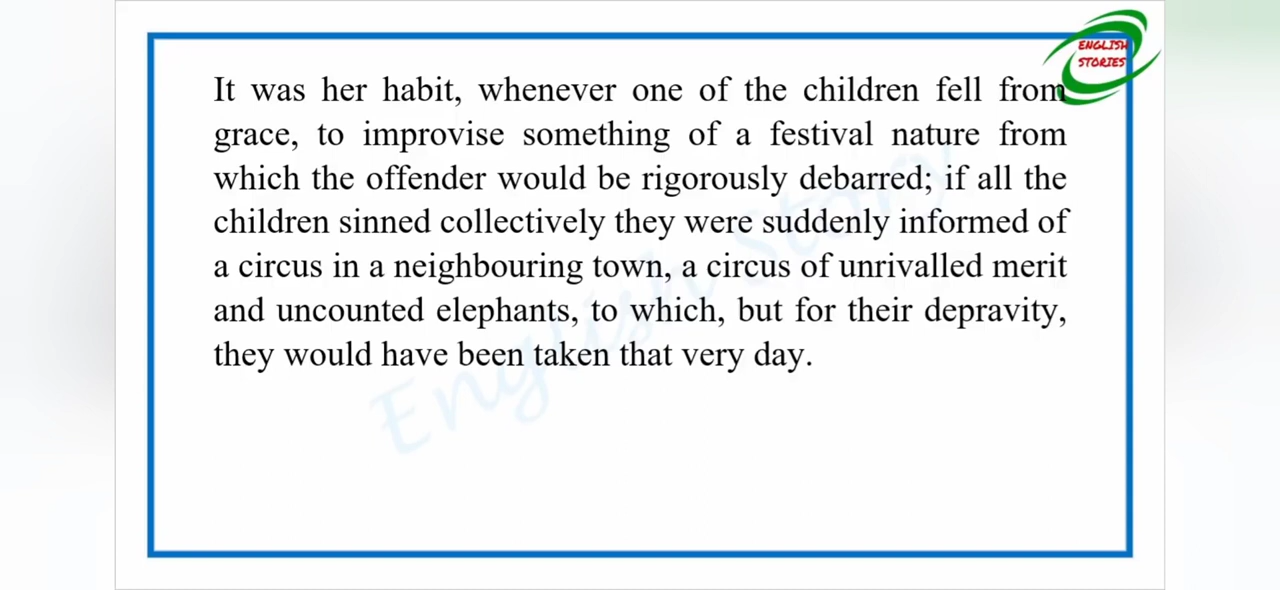 ENGLISH
STORIES
It was her habit, whenever one of the children fell from
grace, to improvise something of a festival nature from
which the offender would be rigorously debarred; if all the
children sinned collectively they were suddenly informed of
a circus in a neighbouring town, a circus of unrivalled merit
and uncounted elephants, to which, but for their depravity,
they would have been taken that very day.
English Story